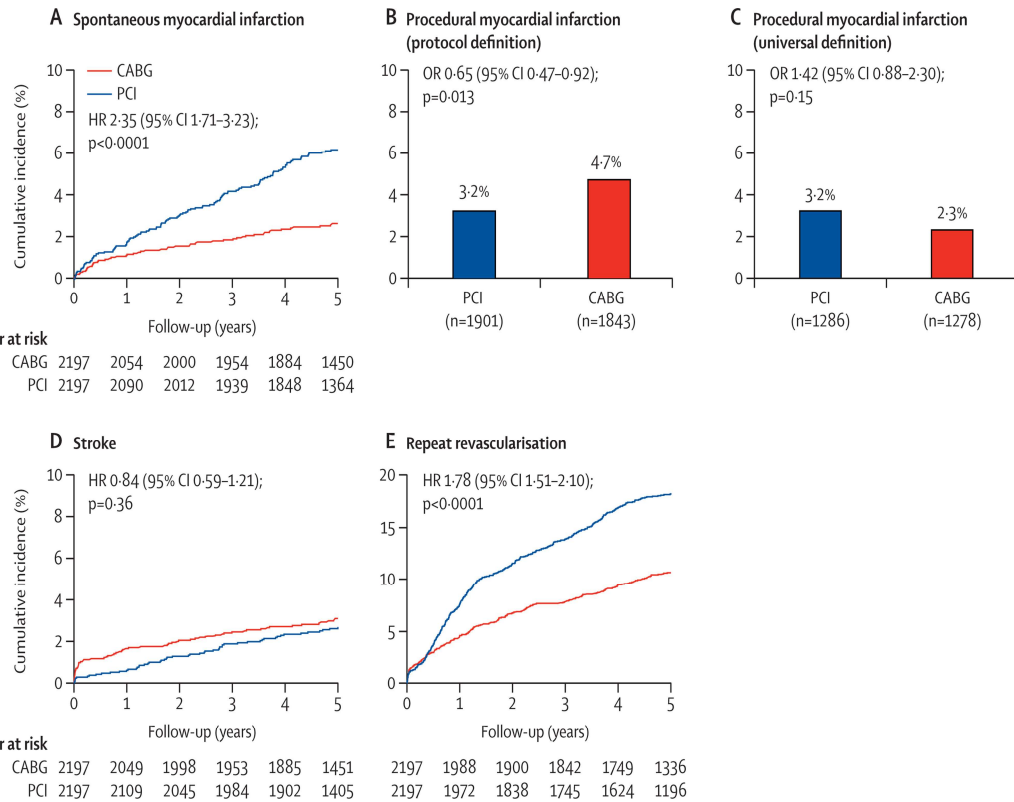 A Spontaneous myocardial infarction
10
8
6
4
2
0
Cumulative incidence (%)
CABG
PCI
HR 2·35 (95% CI 1·71–3·23);
p<0·0001
0 1 2 3 4 5
Follow-up (years)
r at risk
CABG 2197 2054 2000 1954 1884 1450
PCI 2197 2090 2012 1939 1848 1364
B Procedural myocardial infarction
(protocol definition)
10
8
6
4
2
0
OR 0·65 (95% CI 0·47–0·92);
p=0·013
3·2%
4·7%
PCI CABG
(n=1901) (n=1843)
C Procedural myocardial infarction
(universal definition)
10
8
6
4
2
0
OR 1·42 (95% CI 0·88–2·30);
p=0·15
3·2%
2·3%
PCI CABG
(n=1286) (n=1278)
D Stroke
10
8
6
4
2
0
Cumulative incidence (%)
HR 0·84 (95% CI 0·59–1·21);
p=0·36
0 1 2 3 4 5
Follow-up (years)
r at risk
CABG 2197 2049 1998 1953 1885 1451
PCI 2197 2109 2045 1984 1902 1405
E Repeat revascularisation
20
15
10
5
0
HR 1·78 (95% CI 1·51–2·10);
p<0·0001
0 1 2 3 4 5
Follow-up (years)
2197 1988 1900 1842 1749 1336
2197 1972 1838 1745 1624 1196